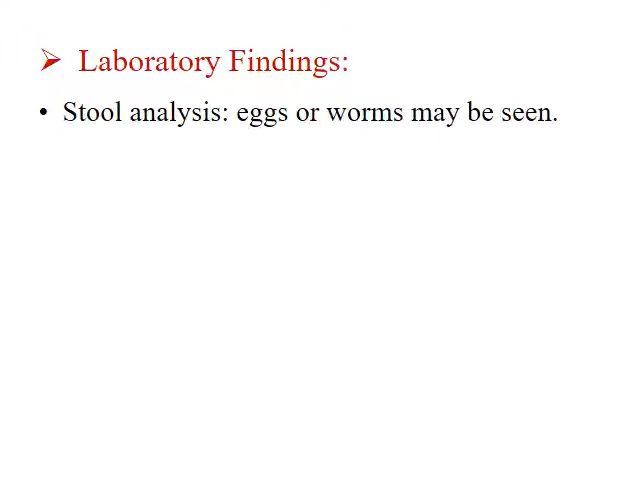 ➢ Laboratory Findings:
• Stool analysis: eggs or worms may be seen.